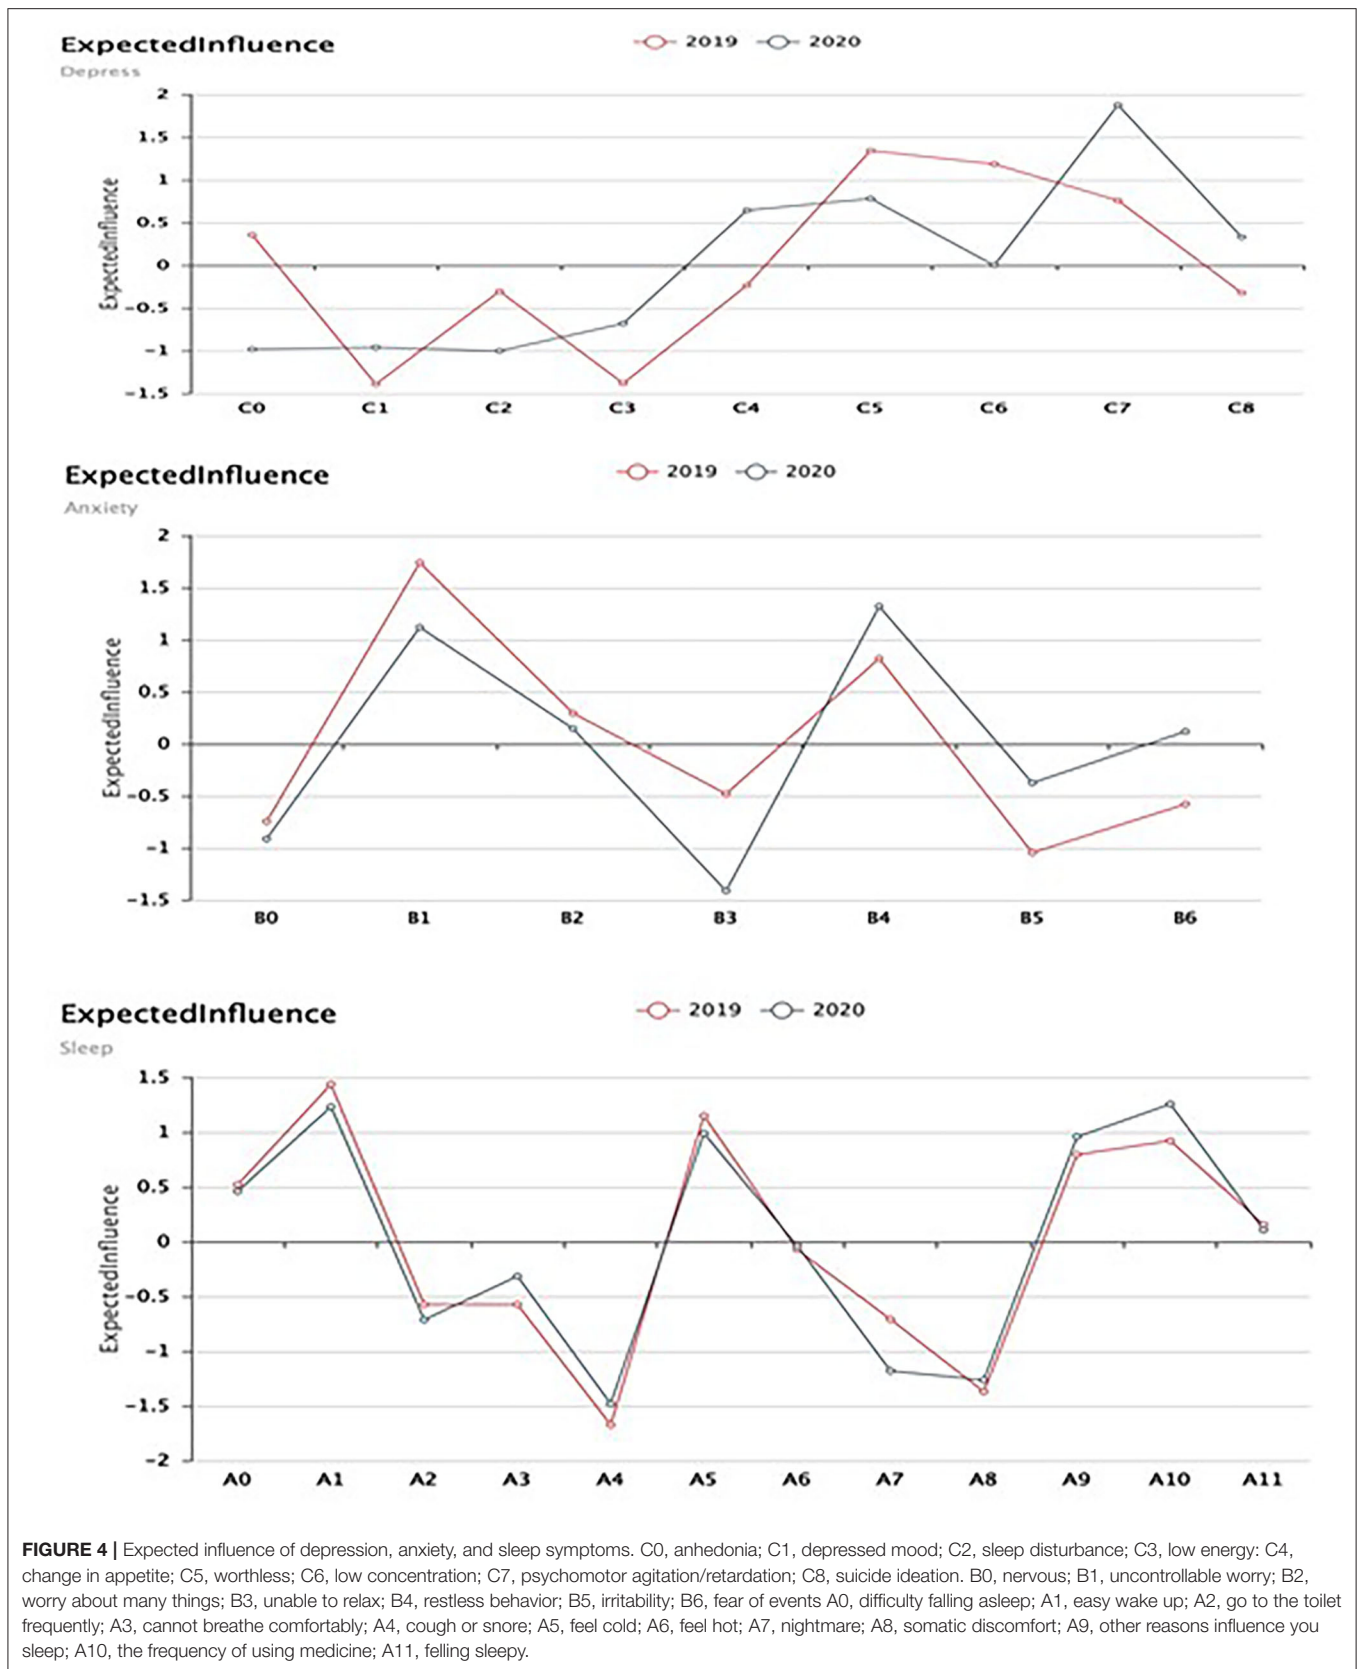 ExpectedInfluence
2019 2020
Depress
2
1.5
1
0.5
0
−0.5
−1
−1.5
ExpectedInfluence
C0 C1 C2 C3 C4 C5 C6 C7 C8
ExpectedInfluence
2019 2020
Anxiety
2
1.5
1
0.5
0
−0.5
−1
−1.5
ExpectedInfluence
B0 B1 B2 B3 B4 B5 B6
ExpectedInfluence
2019 2020
Sleep
1.5
1
0.5
0
−0.5
−1
−1.5
−2
ExpectedInfluence
A0 A1 A2 A3 A4 A5 A6 A7 A8 A9 A10 A11
FIGURE 4 | Expected influence of depression, anxiety, and sleep symptoms. C0, anhedonia; C1, depressed mood; C2, sleep disturbance; C3, low energy: C4,
change in appetite; C5, worthless; C6, low concentration; C7, psychomotor agitation/retardation; C8, suicide ideation. B0, nervous; B1, uncontrollable worry; B2,
worry about many things; B3, unable to relax; B4, restless behavior; B5, irritability; B6, fear of events A0, difficulty falling asleep; A1, easy wake up; A2, go to the toilet
frequently; A3, cannot breathe comfortably; A4, cough or snore; A5, feel cold; A6, feel hot; A7, nightmare; A8, somatic discomfort; A9, other reasons influence you
sleep; A10, the frequency of using medicine; A11, felling sleepy.